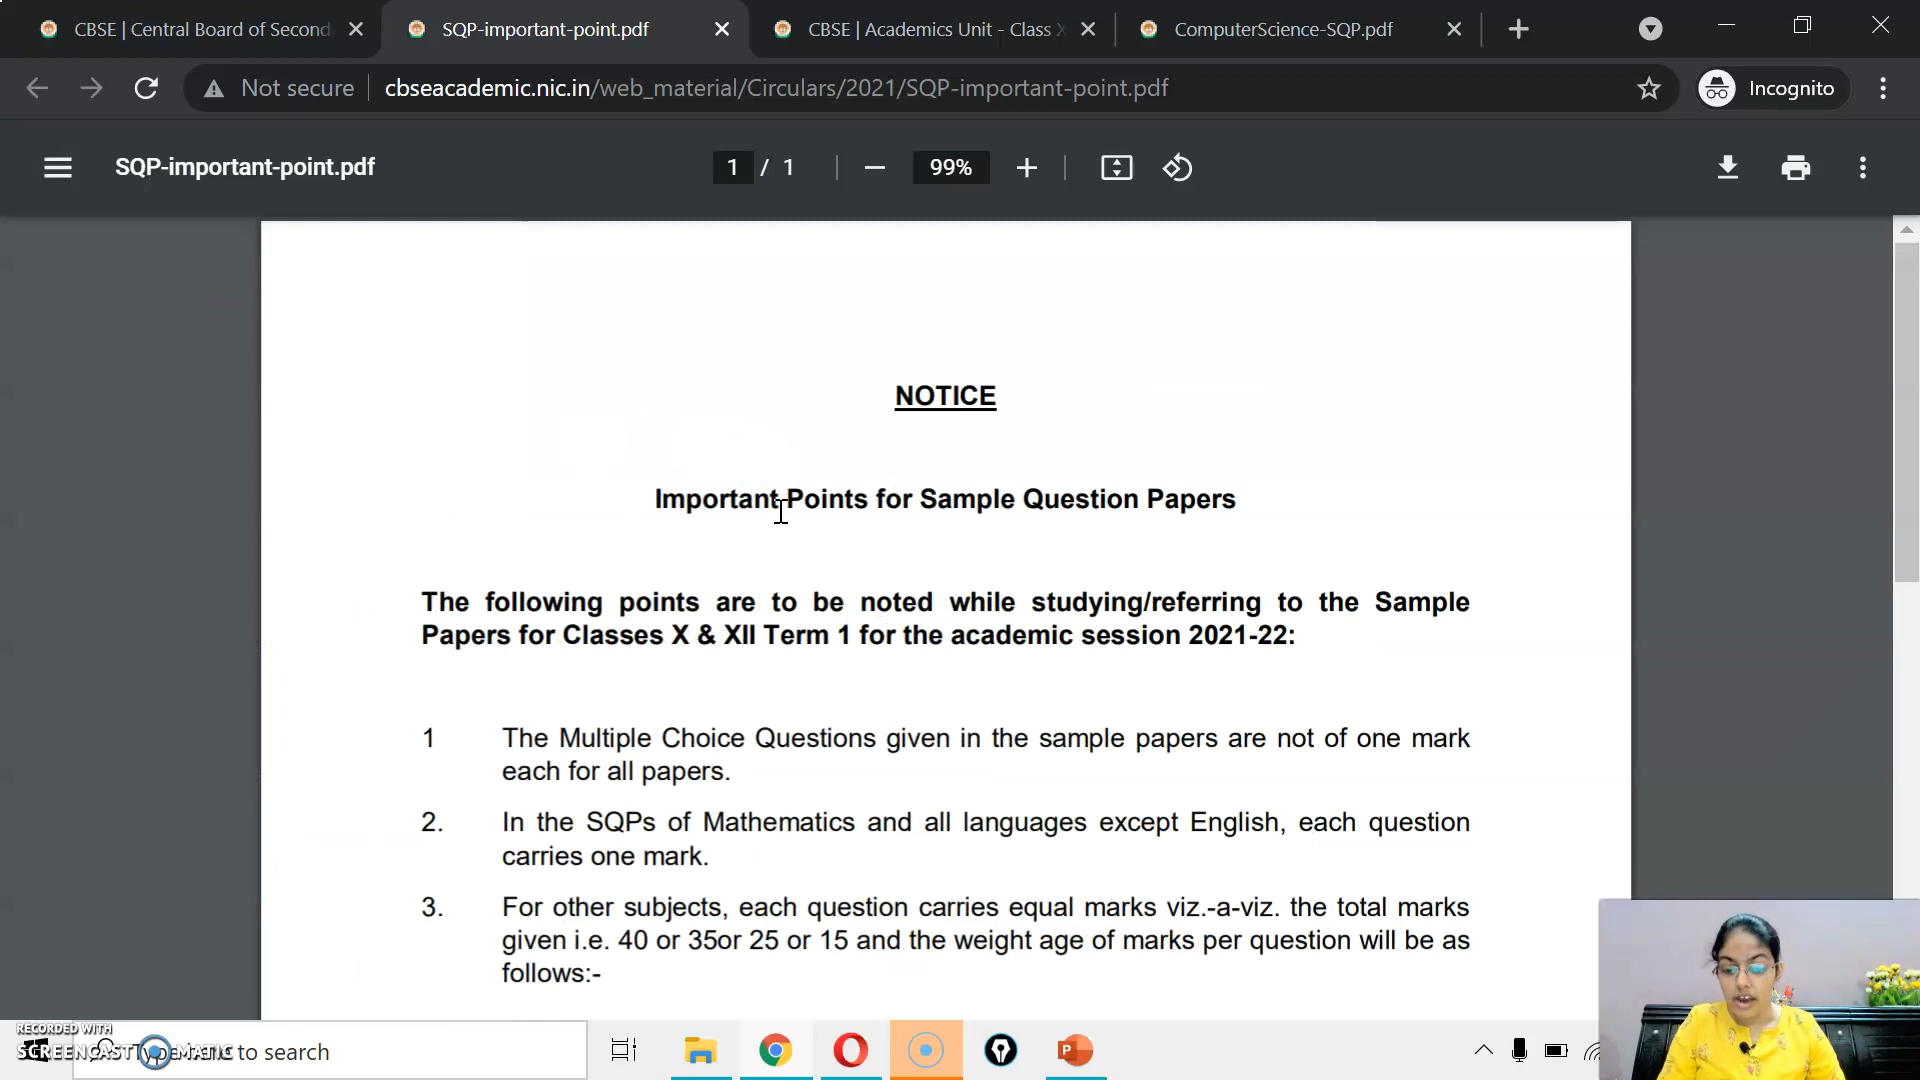 CBSE | Central Board of Second
SQP-important-point.pdf
CBSE | Academics Unit - Class X
ComputerScience-SQP.pdf
Not secure
cbseacademic.nic.in/web_material/Circulars/2021/SQP-important-point.pdf
Incognito
SQP-important-point.pdf
1 / 1
99%
NOTICE
Important Points for Sample Question Papers
The following points are to be noted while studying/referring to the Sample
Papers for Classes X & XII Term 1 for the academic session 2021-22:
1 The Multiple Choice Questions given in the sample papers are not of one mark
each for all papers.
2. In the SQPs of Mathematics and all languages except English, each question
carries one mark.
3. For other subjects, each question carries equal marks viz.-a-viz. the total marks
given i.e. 40 or 35or 25 or 15 and the weight age of marks per question will be as
follows:-
RECORDED WITH
SCREENCAST MATIC
to search